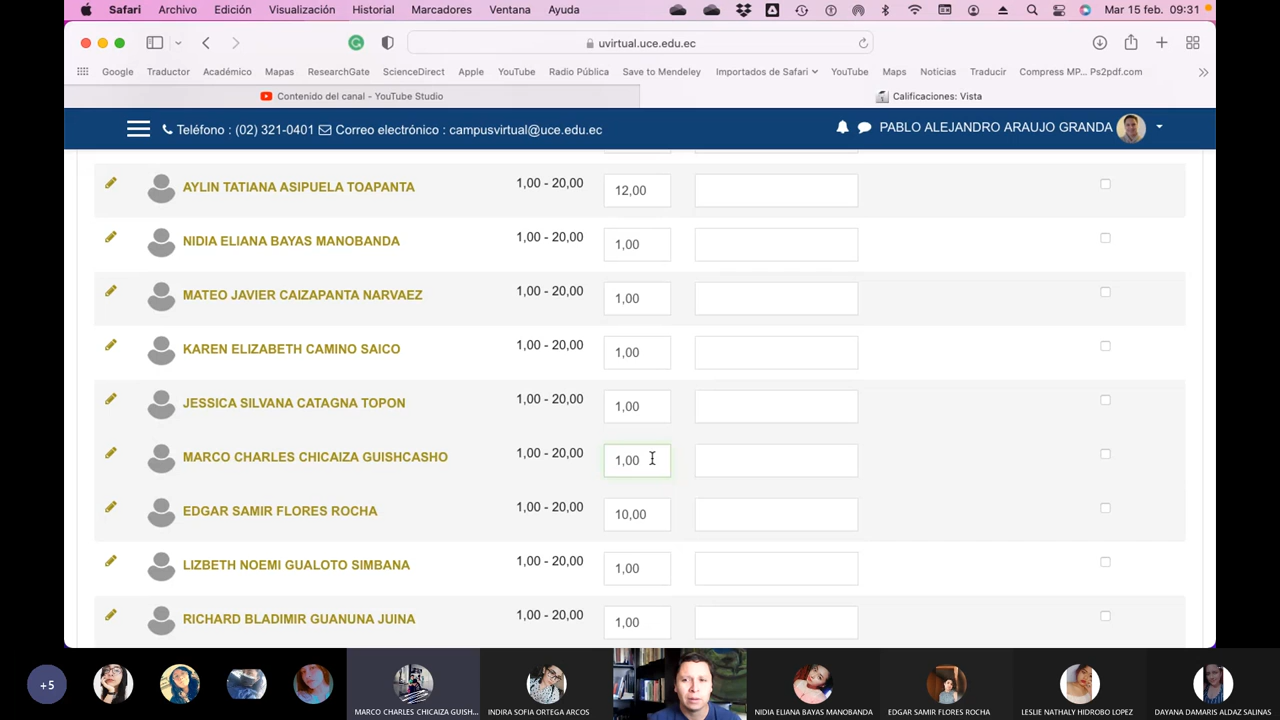 Safari Archivo Edición Visualización Historial Marcadores Ventana Ayuda Mar 15 feb. 09:31
uvirtual.uce.edu.ec
Google Traductor Académico Mapas ResearchGate ScienceDirect Apple YouTube Radio Pública Save to Mendeley Importados de Safari YouTube Maps Noticias Traducir Compress MP... Ps2pdf.com
Contenido del canal - YouTube Studio Calificaciones: Vista
Teléfono : (02) 321-0401 Correo electrónico : campusvirtual@uce.edu.ec PABLO ALEJANDRO ARAUJO GRANDA
AYLIN TATIANA ASIPUELA TOAPANTA 1,00 - 20,00 12,00
NIDIA ELIANA BAYAS MANOBANDA 1,00 - 20,00 1,00
MATEO JAVIER CAIZAPANTA NARVAEZ 1,00 - 20,00 1,00
KAREN ELIZABETH CAMINO SAICO 1,00 - 20,00 1,00
JESSICA SILVANA CATAGNA TOPON 1,00 - 20,00 1,00
MARCO CHARLES CHICAIZA GUISHCASHO 1,00 - 20,00 1,00
EDGAR SAMIR FLORES ROCHA 1,00 - 20,00 10,00
LIZBETH NOEMI GUALOTO SIMBANA 1,00 - 20,00 1,00
RICHARD BLADIMIR GUANUNA JUINA 1,00 - 20,00 1,00
+5 MARCO CHARLES CHICAIZA GUISH... INDIRA SOFIA ORTEGA ARCOS NIDIA ELIANA BAYAS MANOBANDA EDGAR SAMIR FLORES ROCHA LESLIE NATHALY HIDROBO LOPEZ DAYANA DAMARIS ALDAZ SALINAS